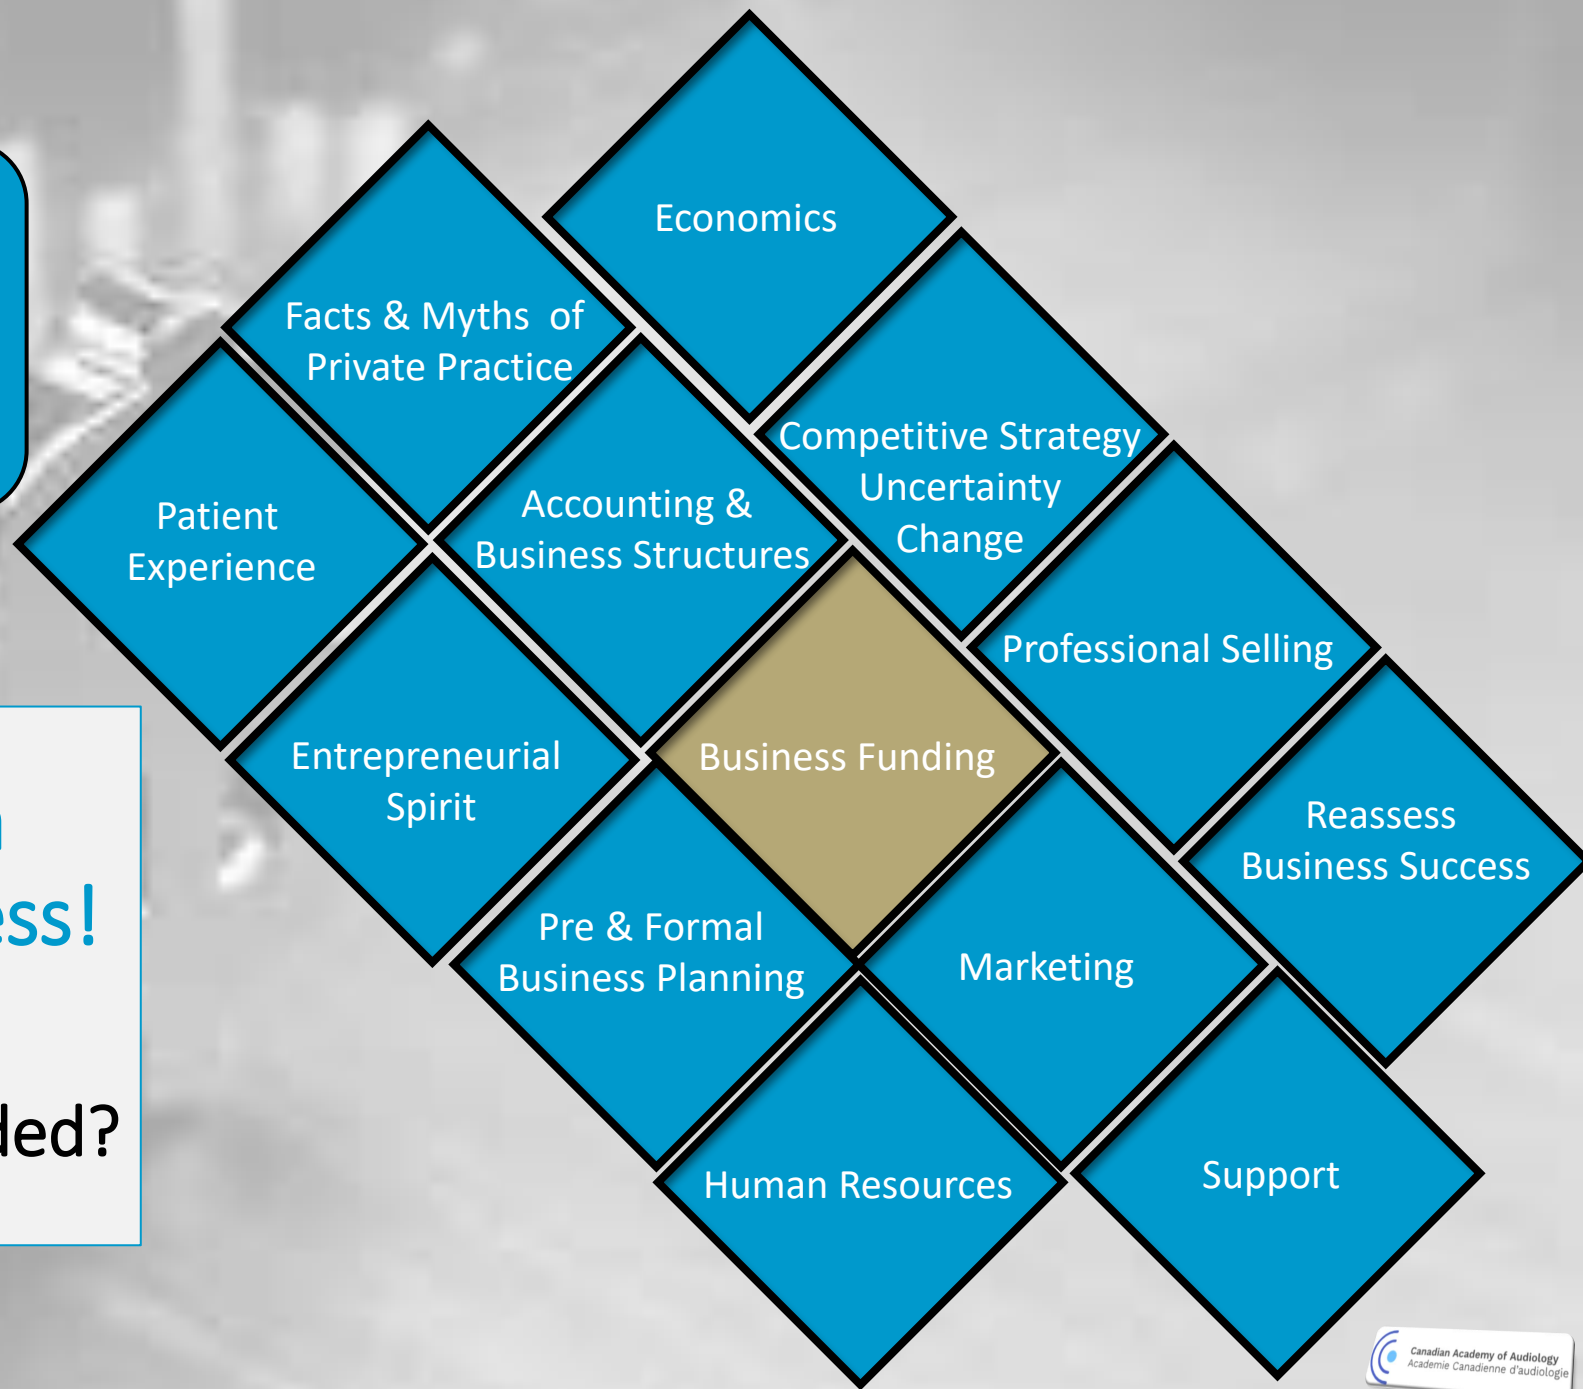 Economics
Facts & Myths of
Private Practice
Competitive Strategy
Uncertainty
Change
Patient
Experience
Accounting &
Business Structures
Professional Selling
Entrepreneurial
Spirit
Business Funding
Reassess
Business Success
Pre & Formal
Business Planning
Marketing
Human Resources
Support
ess!
ded?
Canadian Academy of Audiology
Academie Canadienne d'audiologie